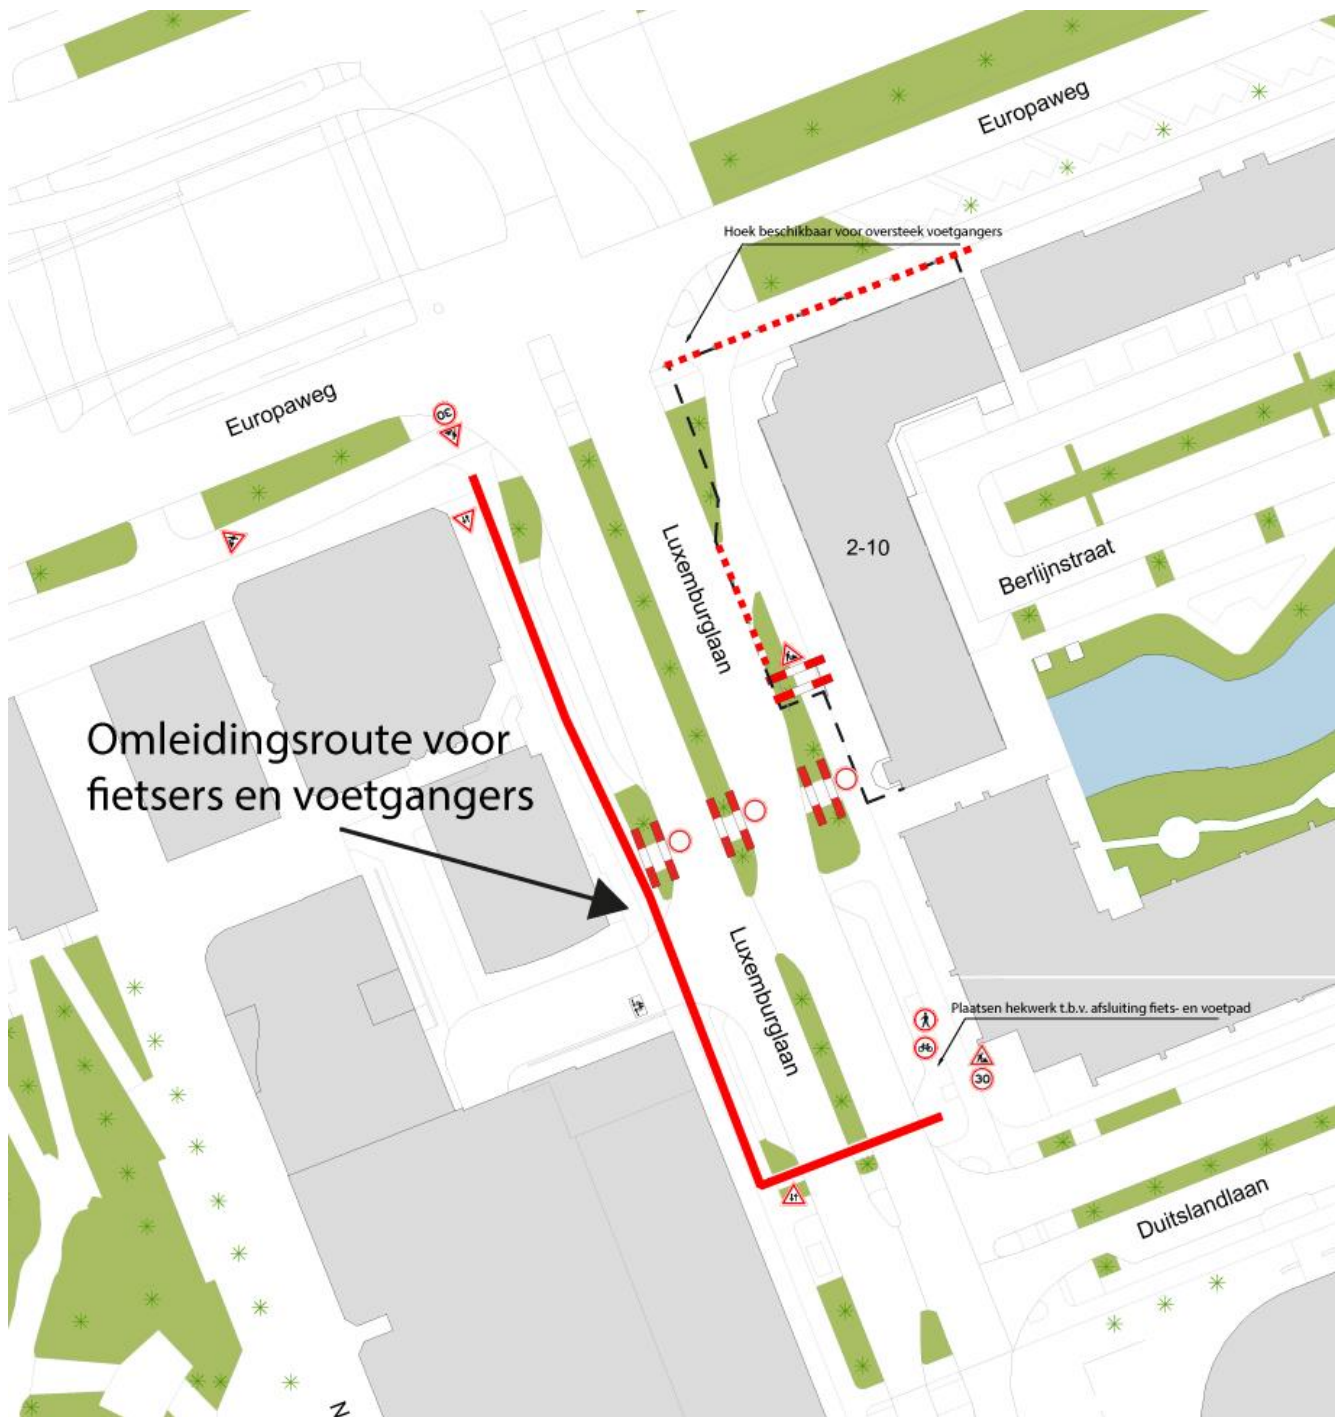 Europaweg
Hoek beschikbaar voor oversteek voetgangers
Europaweg
30
Luxemburglaan
2-10
Berlijnstraat
Omleidingsroute voor
fietsers en voetgangers
Luxemburglaan
Plaatsen hekwerk t.b.v. afsluiting fiets- en voetpad
30
Duitslandlaan
N